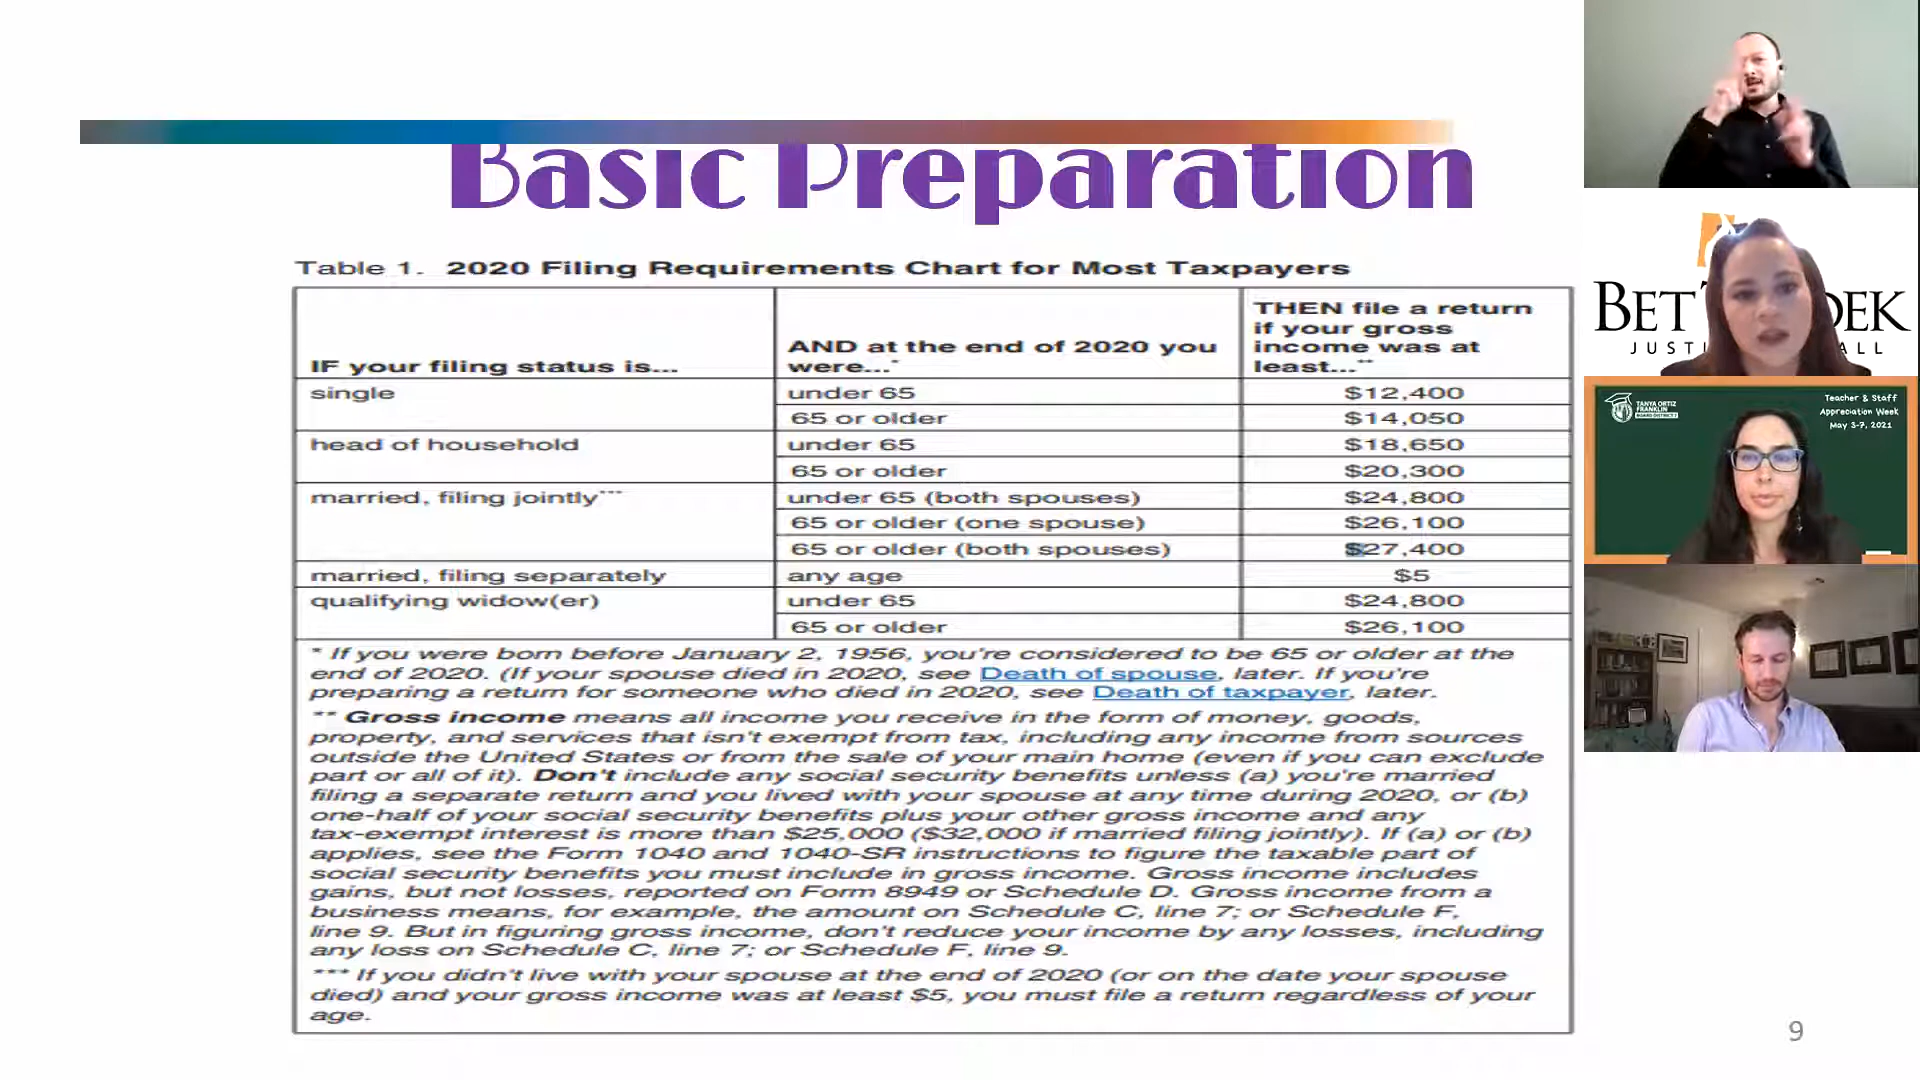 Basic Preparation
Table 1. 2020 Filing Requirements Chart for Most Taxpayers
IF your filing status is...
AND at the end of 2020 you
were...*
THEN file a return
if your gross
income was at
least...**
single
under 65
$12,400
65 or older
$14,050
head of household
under 65
$18,650
65 or older
$20,300
married, filing jointly***
under 65 (both spouses)
$24,800
65 or older (one spouse)
$26,100
65 or older (both spouses)
$27,400
married, filing separately
any age
$5
qualifying widow(er)
under 65
$24,800
65 or older
$26,100
* If you were born before January 2, 1956, you're considered to be 65 or older at the
end of 2020. (If your spouse died in 2020, see Death of spouse, later. If you're
preparing a return for someone who died in 2020, see Death of taxpayer, later.
** Gross income means all income you receive in the form of money, goods,
property, and services that isn't exempt from tax, including any income from sources
outside the United States or from the sale of your main home (even if you can exclude
part or all of it). Don't include any social security benefits unless (a) you're married
filing a separate return and you lived with your spouse at any time during 2020, or (b)
one-half of your social security benefits plus your other gross income and any
tax-exempt interest is more than $25,000 ($32,000 if married filing jointly). If (a) or (b)
applies, see the Form 1040 and 1040-SR instructions to figure the taxable part of
social security benefits you must include in gross income. Gross income includes
gains, but not losses, reported on Form 8949 or Schedule D. Gross income from a
business means, for example, the amount on Schedule C, line 7; or Schedule F,
line 9. But in figuring gross income, don't reduce your income by any losses, including
any loss on Schedule C, line 7; or Schedule F, line 9.
*** If you didn't live with your spouse at the end of 2020 (or on the date your spouse
died) and your gross income was at least $5, you must file a return regardless of your
age.
9
BET
DEK
JUSTI
ALL
TANYA ORTIZ
FRANKLIN
Teacher & Staff
Appreciation Week
May 3-7, 2021